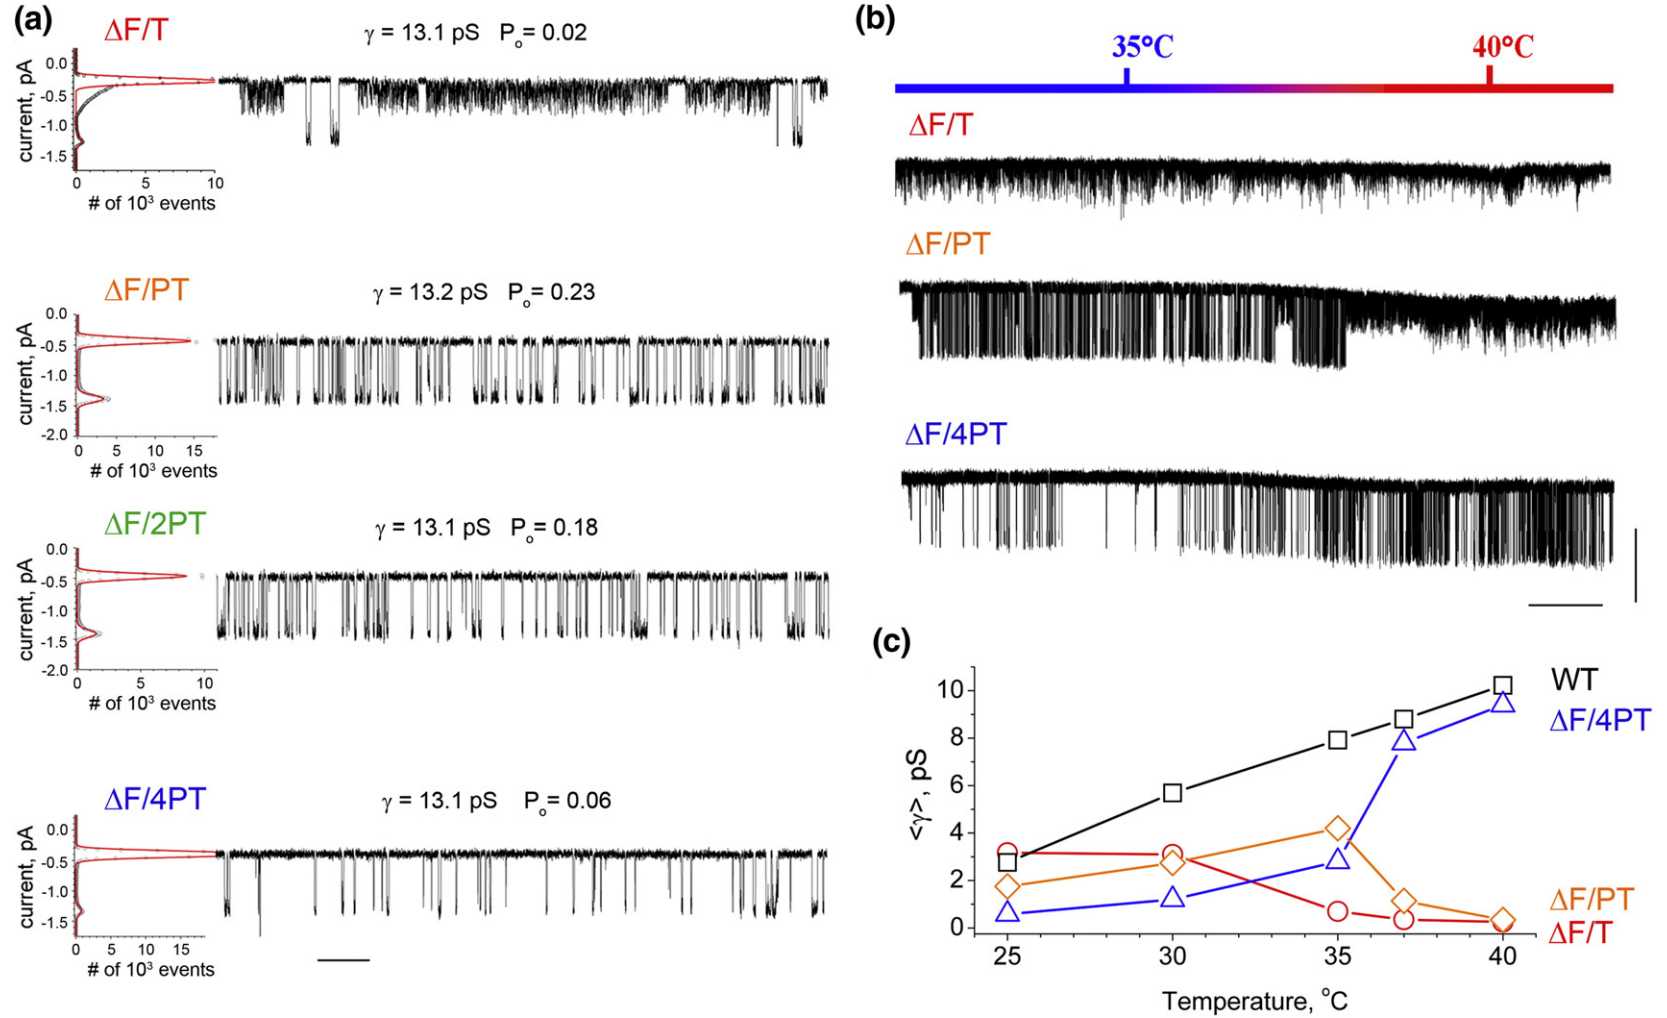 (a)
ΔF/T
γ = 13.1 pS Po= 0.02
current, pA
0.0
-0.5
-1.0
-1.5
0 5 10
# of 10³ events
ΔF/PT
γ = 13.2 pS Po= 0.23
current, pA
0.0
-0.5
-1.0
-1.5
-2.0
0 5 10 15
# of 10³ events
ΔF/2PT
γ = 13.1 pS Po= 0.18
current, pA
0.0
-0.5
-1.0
-1.5
-2.0
0 5 10
# of 10³ events
ΔF/4PT
γ = 13.1 pS Po= 0.06
current, pA
0.0
-0.5
-1.0
-1.5
0 5 10 15
# of 10³ events
(b)
35°C 40°C
ΔF/T
ΔF/PT
ΔF/4PT
(c)
<γ>, pS
10
8
6
4
2
0
25 30 35 40
Temperature, °C
WT
ΔF/4PT
ΔF/PT
ΔF/T